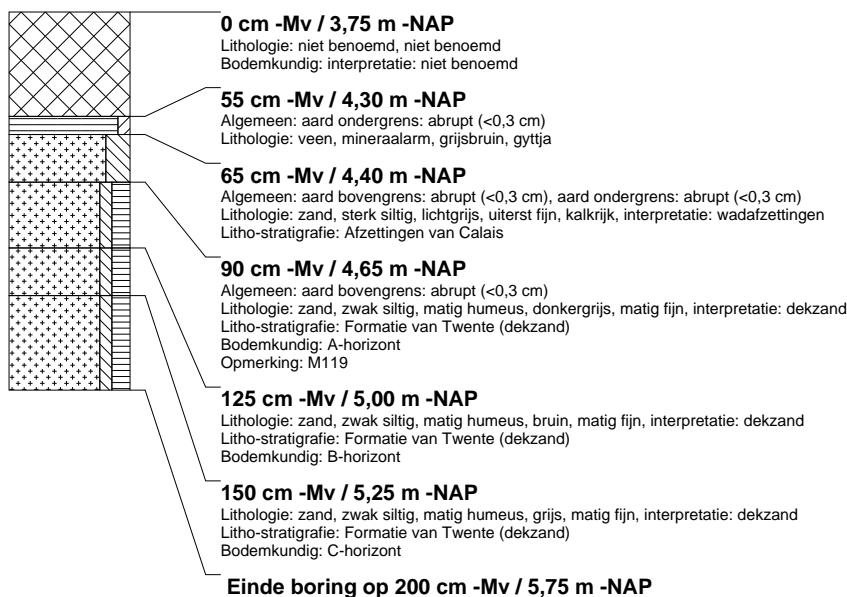 0 cm -Mv / 3,75 m -NAP
Lithologie: niet benoemd, niet benoemd
Bodemkundig: interpretatie: niet benoemd
55 cm -Mv / 4,30 m -NAP
Algemeen: aard ondergrens: abrupt (<0,3 cm)
Lithologie: veen, mineraalarm, grijsbruin, gyttja
65 cm -Mv / 4,40 m -NAP
Algemeen: aard bovengrens: abrupt (<0,3 cm), aard ondergrens: abrupt (<0,3 cm)
Lithologie: zand, sterk siltig, lichtgrijs, uiterst fijn, kalkrijk, interpretatie: wadafzettingen
Litho-stratigrafie: Afzettingen van Calais
90 cm -Mv / 4,65 m -NAP
Algemeen: aard bovengrens: abrupt (<0,3 cm)
Lithologie: zand, zwak siltig, matig humeus, donkergrijs, matig fijn, interpretatie: dekzand
Litho-stratigrafie: Formatie van Twente (dekzand)
Bodemkundig: A-horizont
Opmerking: M119
125 cm -Mv / 5,00 m -NAP
Lithologie: zand, zwak siltig, matig humeus, bruin, matig fijn, interpretatie: dekzand
Litho-stratigrafie: Formatie van Twente (dekzand)
Bodemkundig: B-horizont
150 cm -Mv / 5,25 m -NAP
Lithologie: zand, zwak siltig, matig humeus, grijs, matig fijn, interpretatie: dekzand
Litho-stratigrafie: Formatie van Twente (dekzand)
Bodemkundig: C-horizont
Einde boring op 200 cm -Mv / 5,75 m -NAP